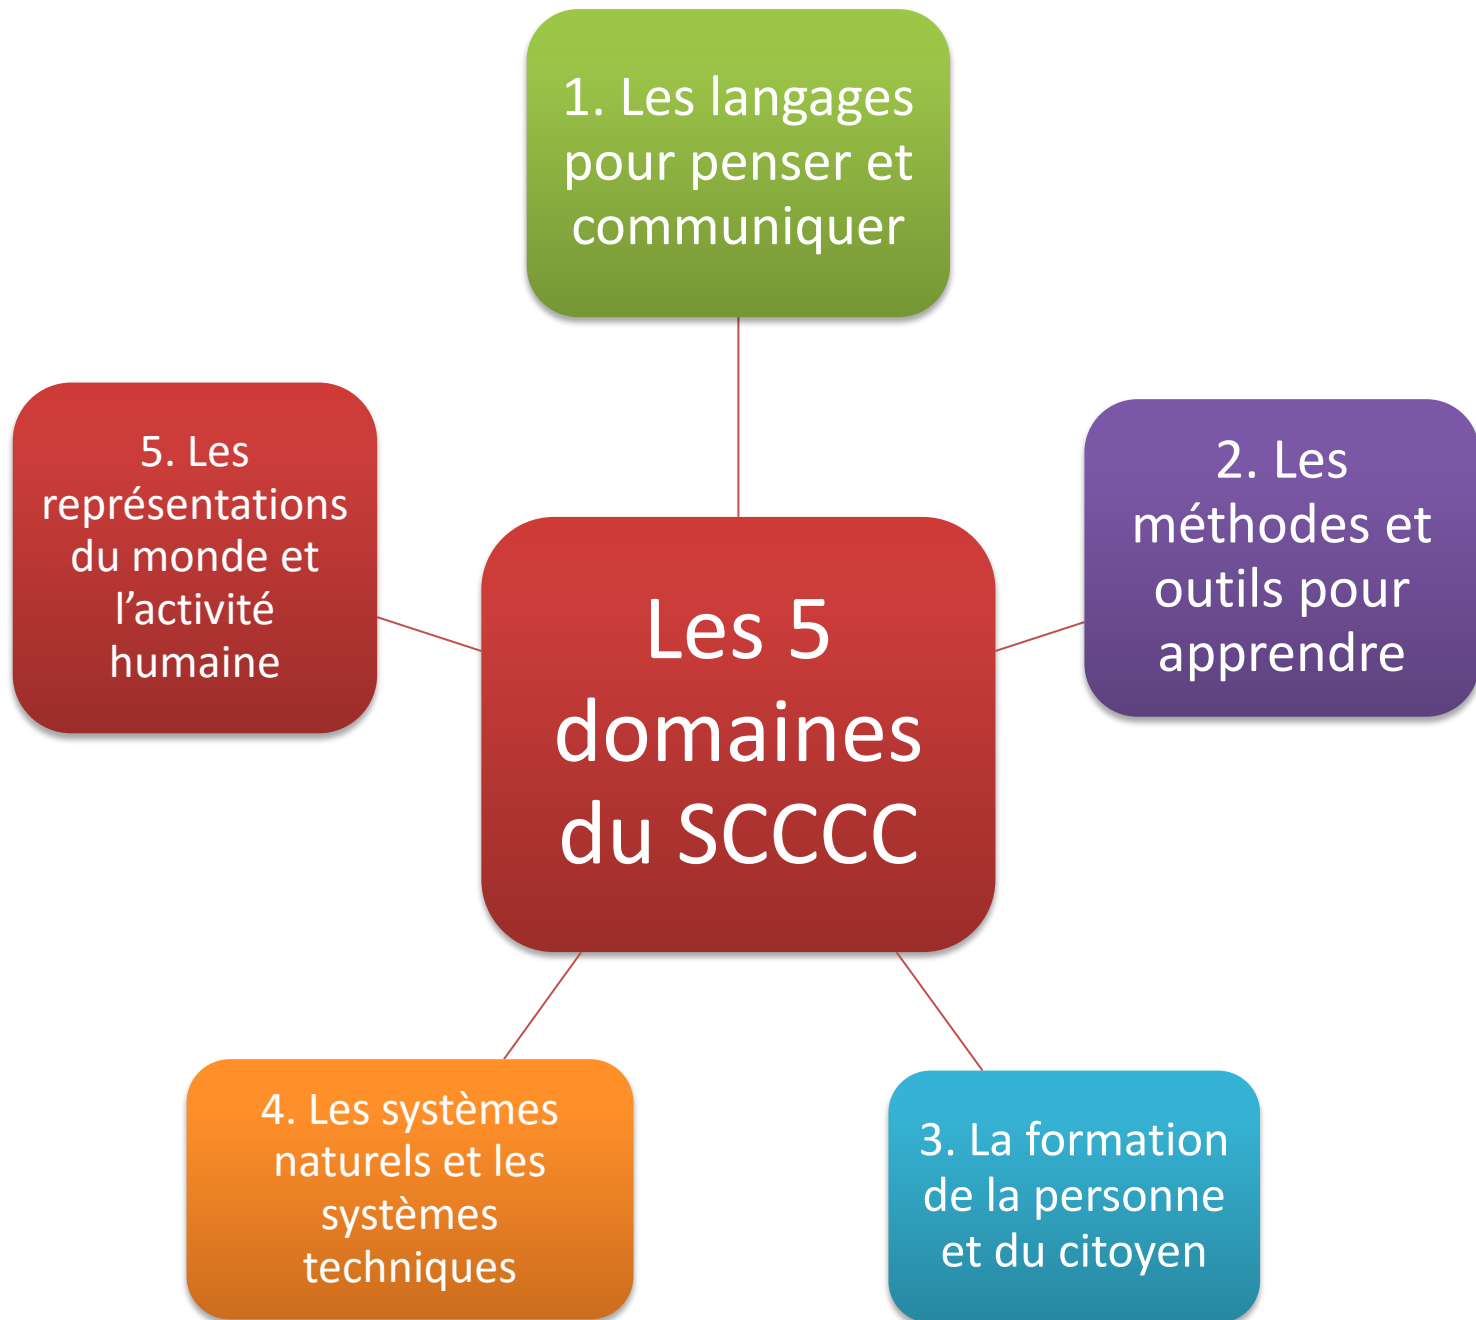 1. Les langages
pour penser et
communiquer
2. Les
méthodes et
outils pour
apprendre
3. La formation
de la personne
et du citoyen
4. Les systèmes
naturels et les
systèmes
techniques
5. Les
représentations
du monde et
l’activité
humaine
Les 5
domaines
du SCCCC